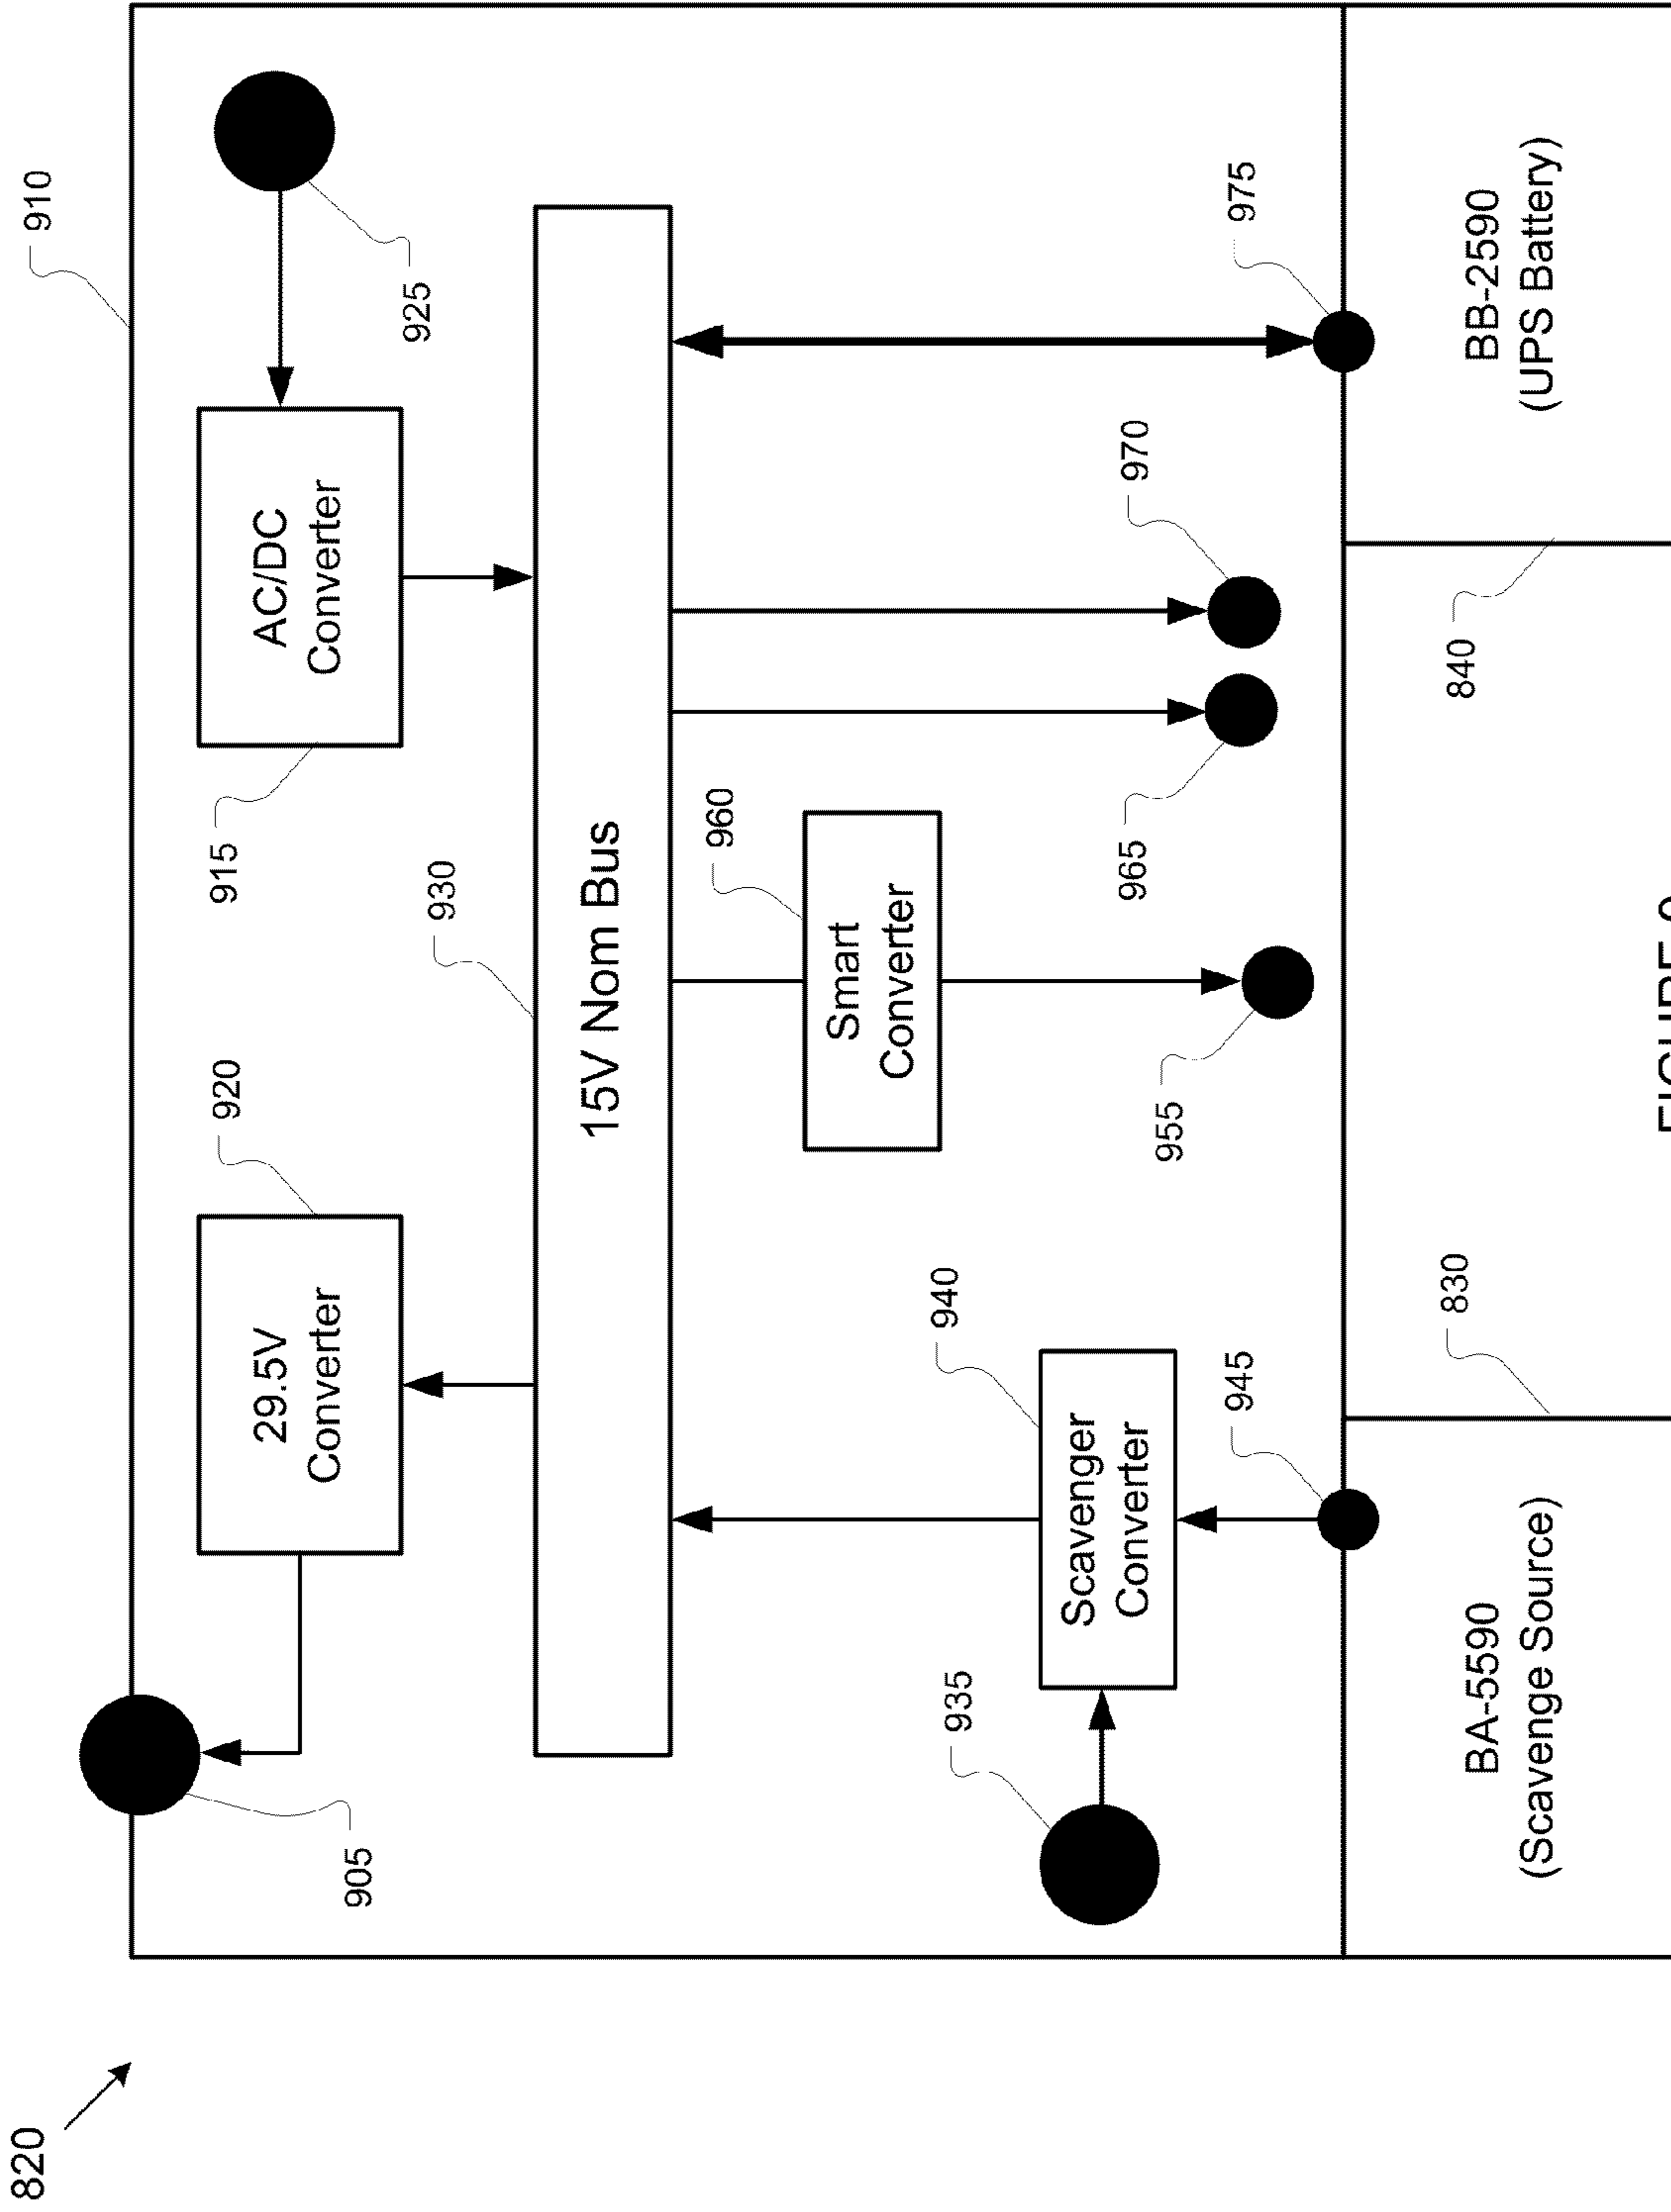 820
910
920
915
29.5V
Converter
AC/DC
Converter
905
925
930
15V Nom Bus
960
Smart
Converter
935
940
Scavenger
Converter
955
965
970
945
975
830
840
BA-5590
(Scavenge Source)
BB-2590
(UPS Battery)